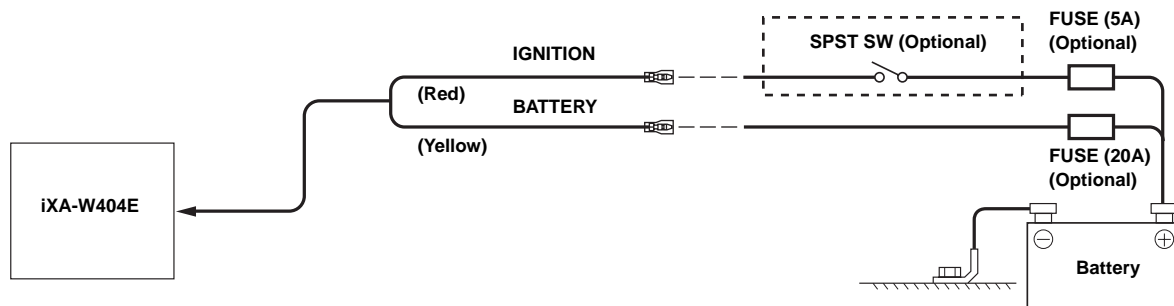 FUSE (5A)
(Optional)
SPST SW (Optional)
IGNITION
(Red)
BATTERY
(Yellow)
FUSE (20A)
(Optional)
iXA-W404E
Battery